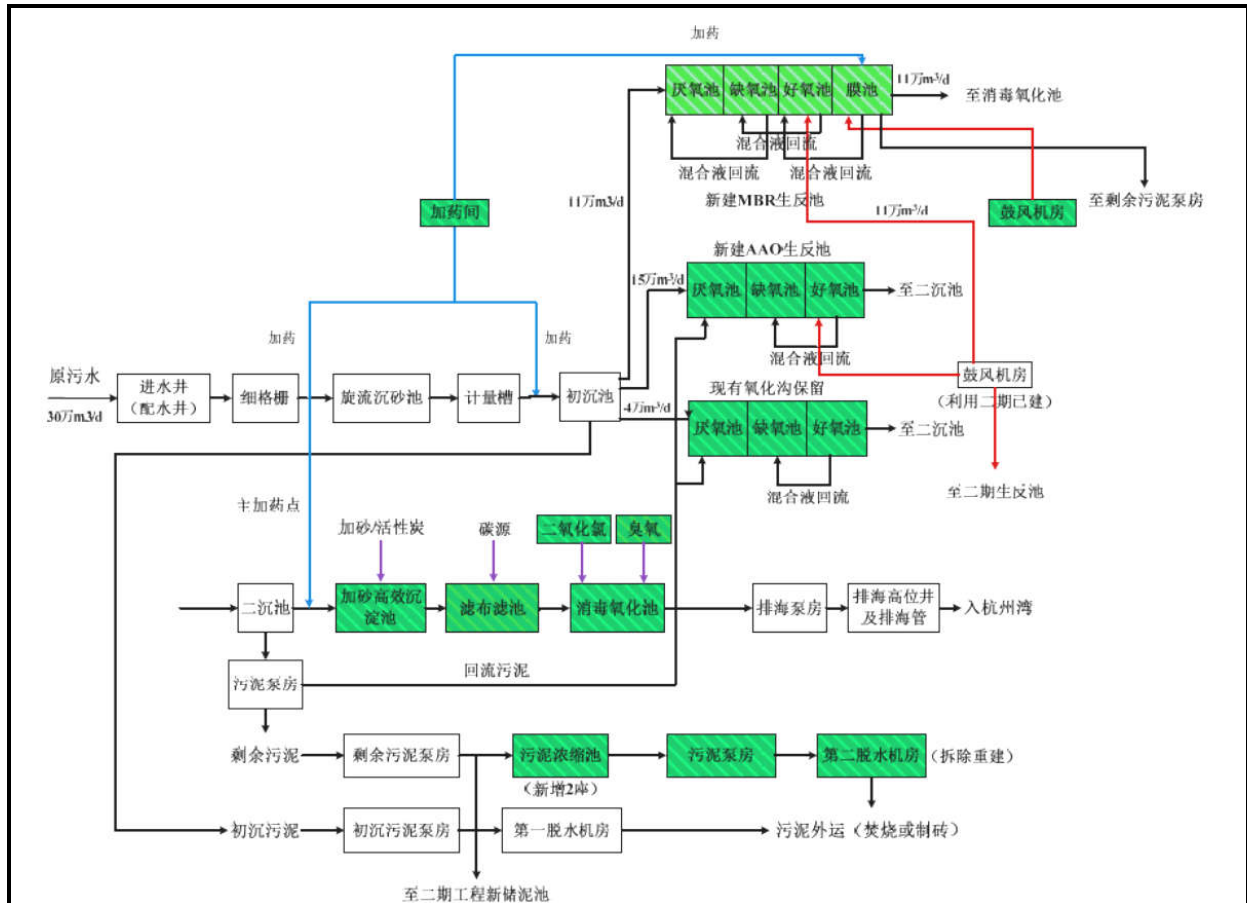 加药
11万m³/d
厌氧池 缺氧池 好氧池 膜池
至消毒氧化池
混合液回流
混合液回流 混合液回流
新建MBR生反池
至剩余污泥泵房
11万m3/d
加药间
11万m³/d
鼓风机房
新建AAO生反池
15万m³/d
厌氧池 缺氧池 好氧池
至二沉池
加药
加药
混合液回流
原污水
30万m3/d
进水井
(配水井)
细格栅
旋流沉砂池
计量槽
初沉池
鼓风机房
(利用二期已建)
现有氧化沟保留
4万m³/d
厌氧池 缺氧池 好氧池
至二沉池
混合液回流
至二期生反池
主加药点
加砂/活性炭
碳源
二氧化氯
臭氧
二沉池
加砂高效沉
淀池
滤布滤池
消毒氧化池
排海泵房
排海高位井
及排海管
入杭州湾
污泥泵房
回流污泥
剩余污泥
剩余污泥泵房
污泥浓缩池
(新增2座)
污泥泵房
第二脱水机房
(拆除重建)
初沉污泥
初沉污泥泵房
第一脱水机房
污泥外运(焚烧或制砖)
至二期工程新储泥池